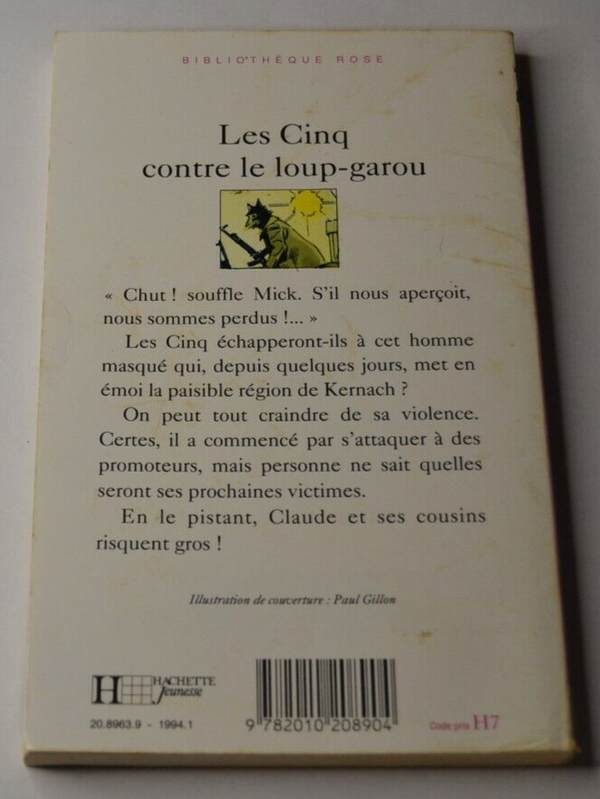 BIBLIOTHÈQUE ROSE
Les Cinq
contre le loup-garou
« Chut ! souffle Mick. S'il nous aperçoit,
nous sommes perdus !... »
Les Cinq échapperont-ils à cet homme
masqué qui, depuis quelques jours, met en
émoi la paisible région de Kernach ?
On peut tout craindre de sa violence.
Certes, il a commencé par s'attaquer à des
promoteurs, mais personne ne sait quelles
seront ses prochaines victimes.
En le pistant, Claude et ses cousins
risquent gros !
Illustration de couverture : Paul Gillon
H HACHETTE
Jeunesse
20.8963.9 - 1994.1
9 782010 208904
Code prix H7